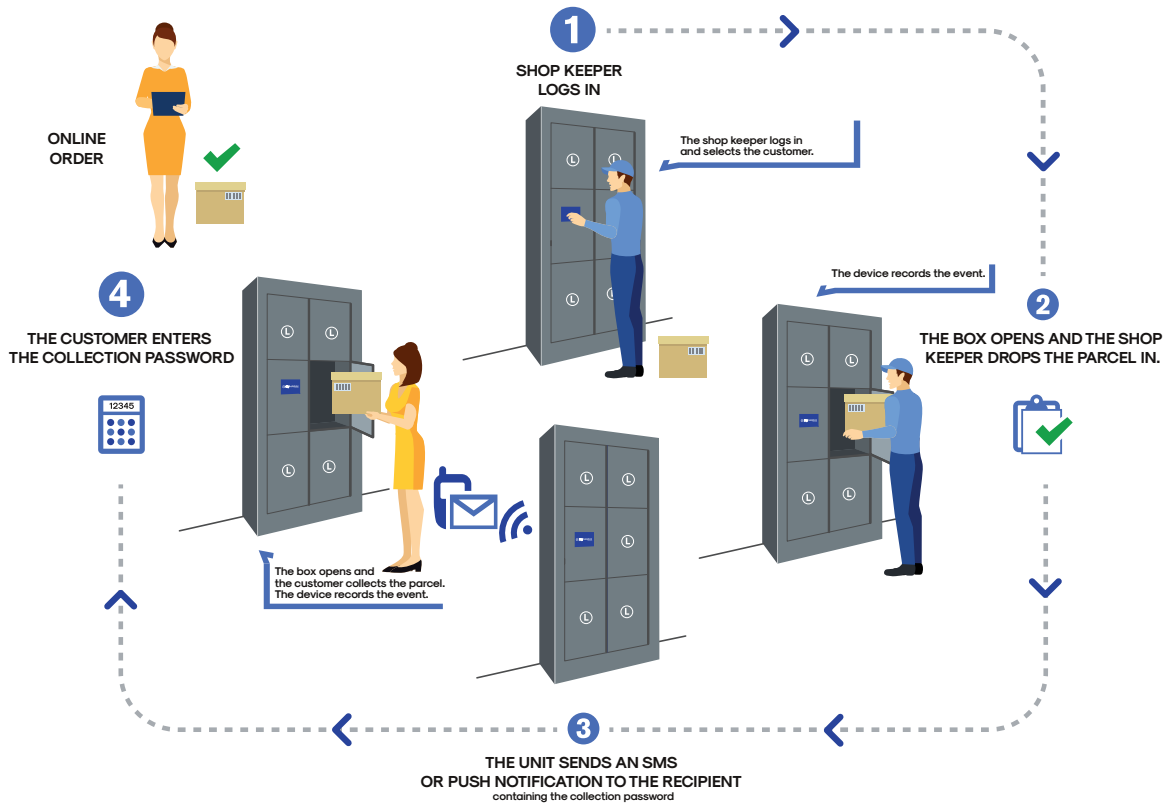 ONLINE
ORDER
1
SHOP KEEPER
LOGS IN
The shop keeper logs in
and selects the customer.
L
L
L
L
The device records the event.
2
THE BOX OPENS AND THE SHOP
KEEPER DROPS THE PARCEL IN.
L
L
L
L
4
THE CUSTOMER ENTERS
THE COLLECTION PASSWORD
12345
L
L
L
L
The box opens and
the customer collects the parcel.
The device records the event.
L
L
L
L
L
3
THE UNIT SENDS AN SMS
OR PUSH NOTIFICATION TO THE RECIPIENT
containing the collection password